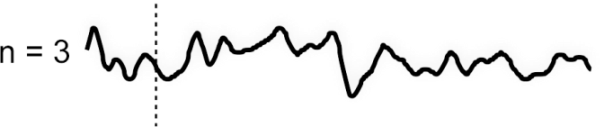 n = 3